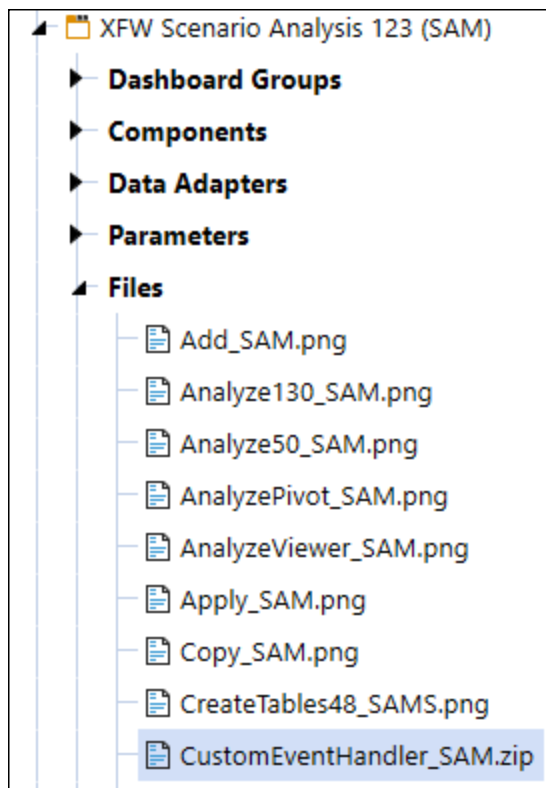 XFW Scenario Analysis 123 (SAM)
Dashboard Groups
Components
Data Adapters
Parameters
Files
Add_SAM.png
Analyze130_SAM.png
Analyze50_SAM.png
AnalyzePivot_SAM.png
AnalyzeViewer_SAM.png
Apply_SAM.png
Copy_SAM.png
CreateTables48_SAMS.png
CustomEventHandler_SAM.zip